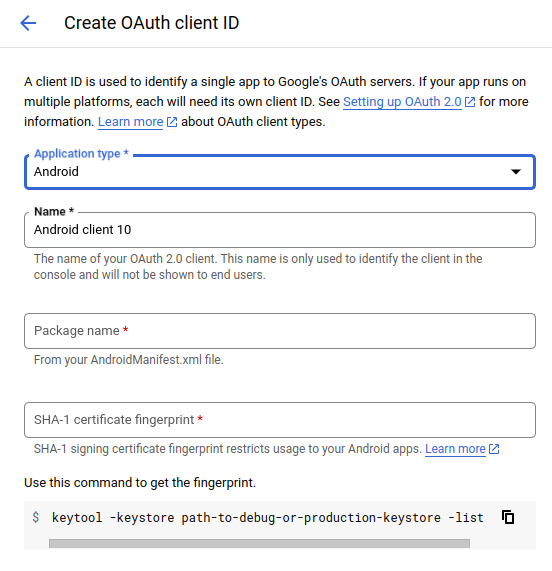 Create OAuth client ID
A client ID is used to identify a single app to Google's OAuth servers. If your app runs on
multiple platforms, each will need its own client ID. See Setting up OAuth 2.0 for more
information. Learn more about OAuth client types.
Application type *
Android
Name *
Android client 10
The name of your OAuth 2.0 client. This name is only used to identify the client in the
console and will not be shown to end users.
Package name *
From your AndroidManifest.xml file.
SHA-1 certificate fingerprint *
SHA-1 signing certificate fingerprint restricts usage to your Android apps. Learn more
Use this command to get the fingerprint.
$ keytool -keystore path-to-debug-or-production-keystore -list